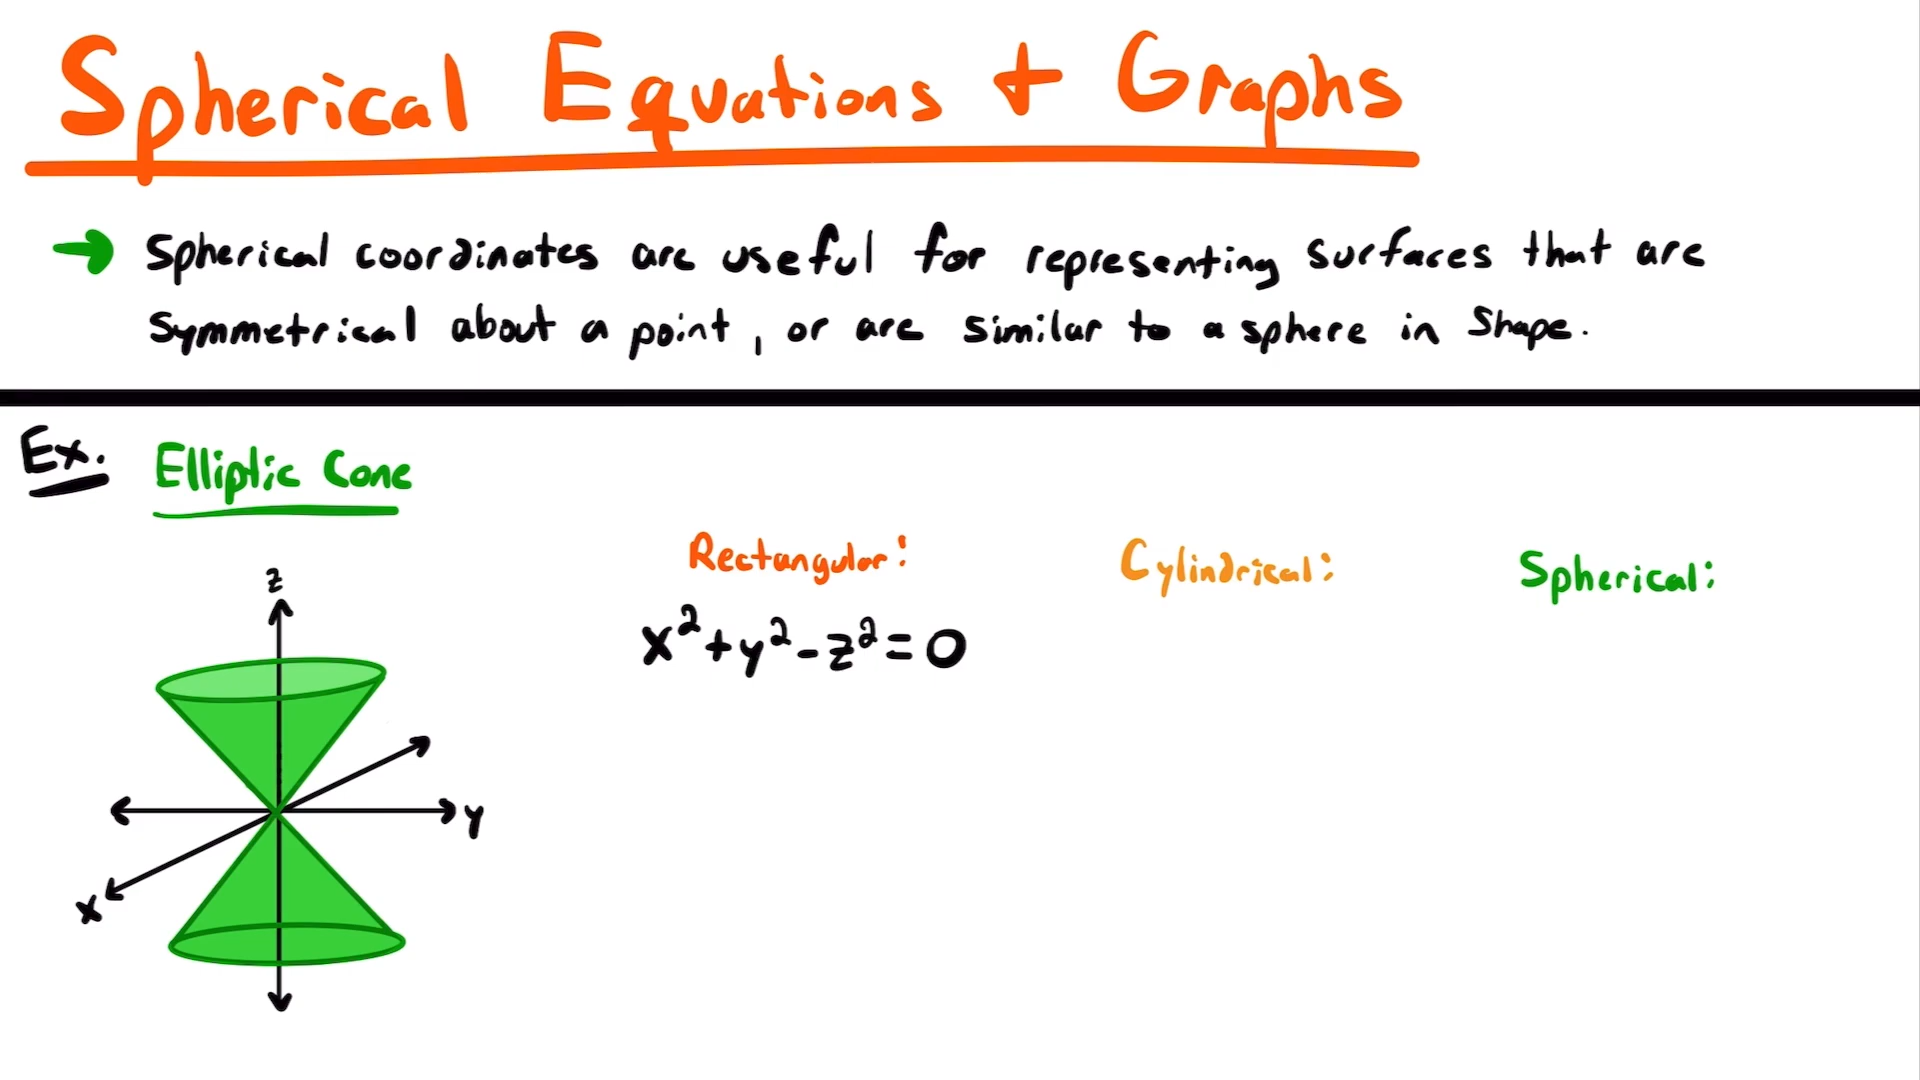 Spherical Equations + Graphs
→ Spherical coordinates are useful for representing surfaces that are
symmetrical about a point, or are similar to a sphere in shape.
Ex. Elliptic Cone
Rectangular: Cylindrical: Spherical:
x²+y²-z²=0
z
y
x